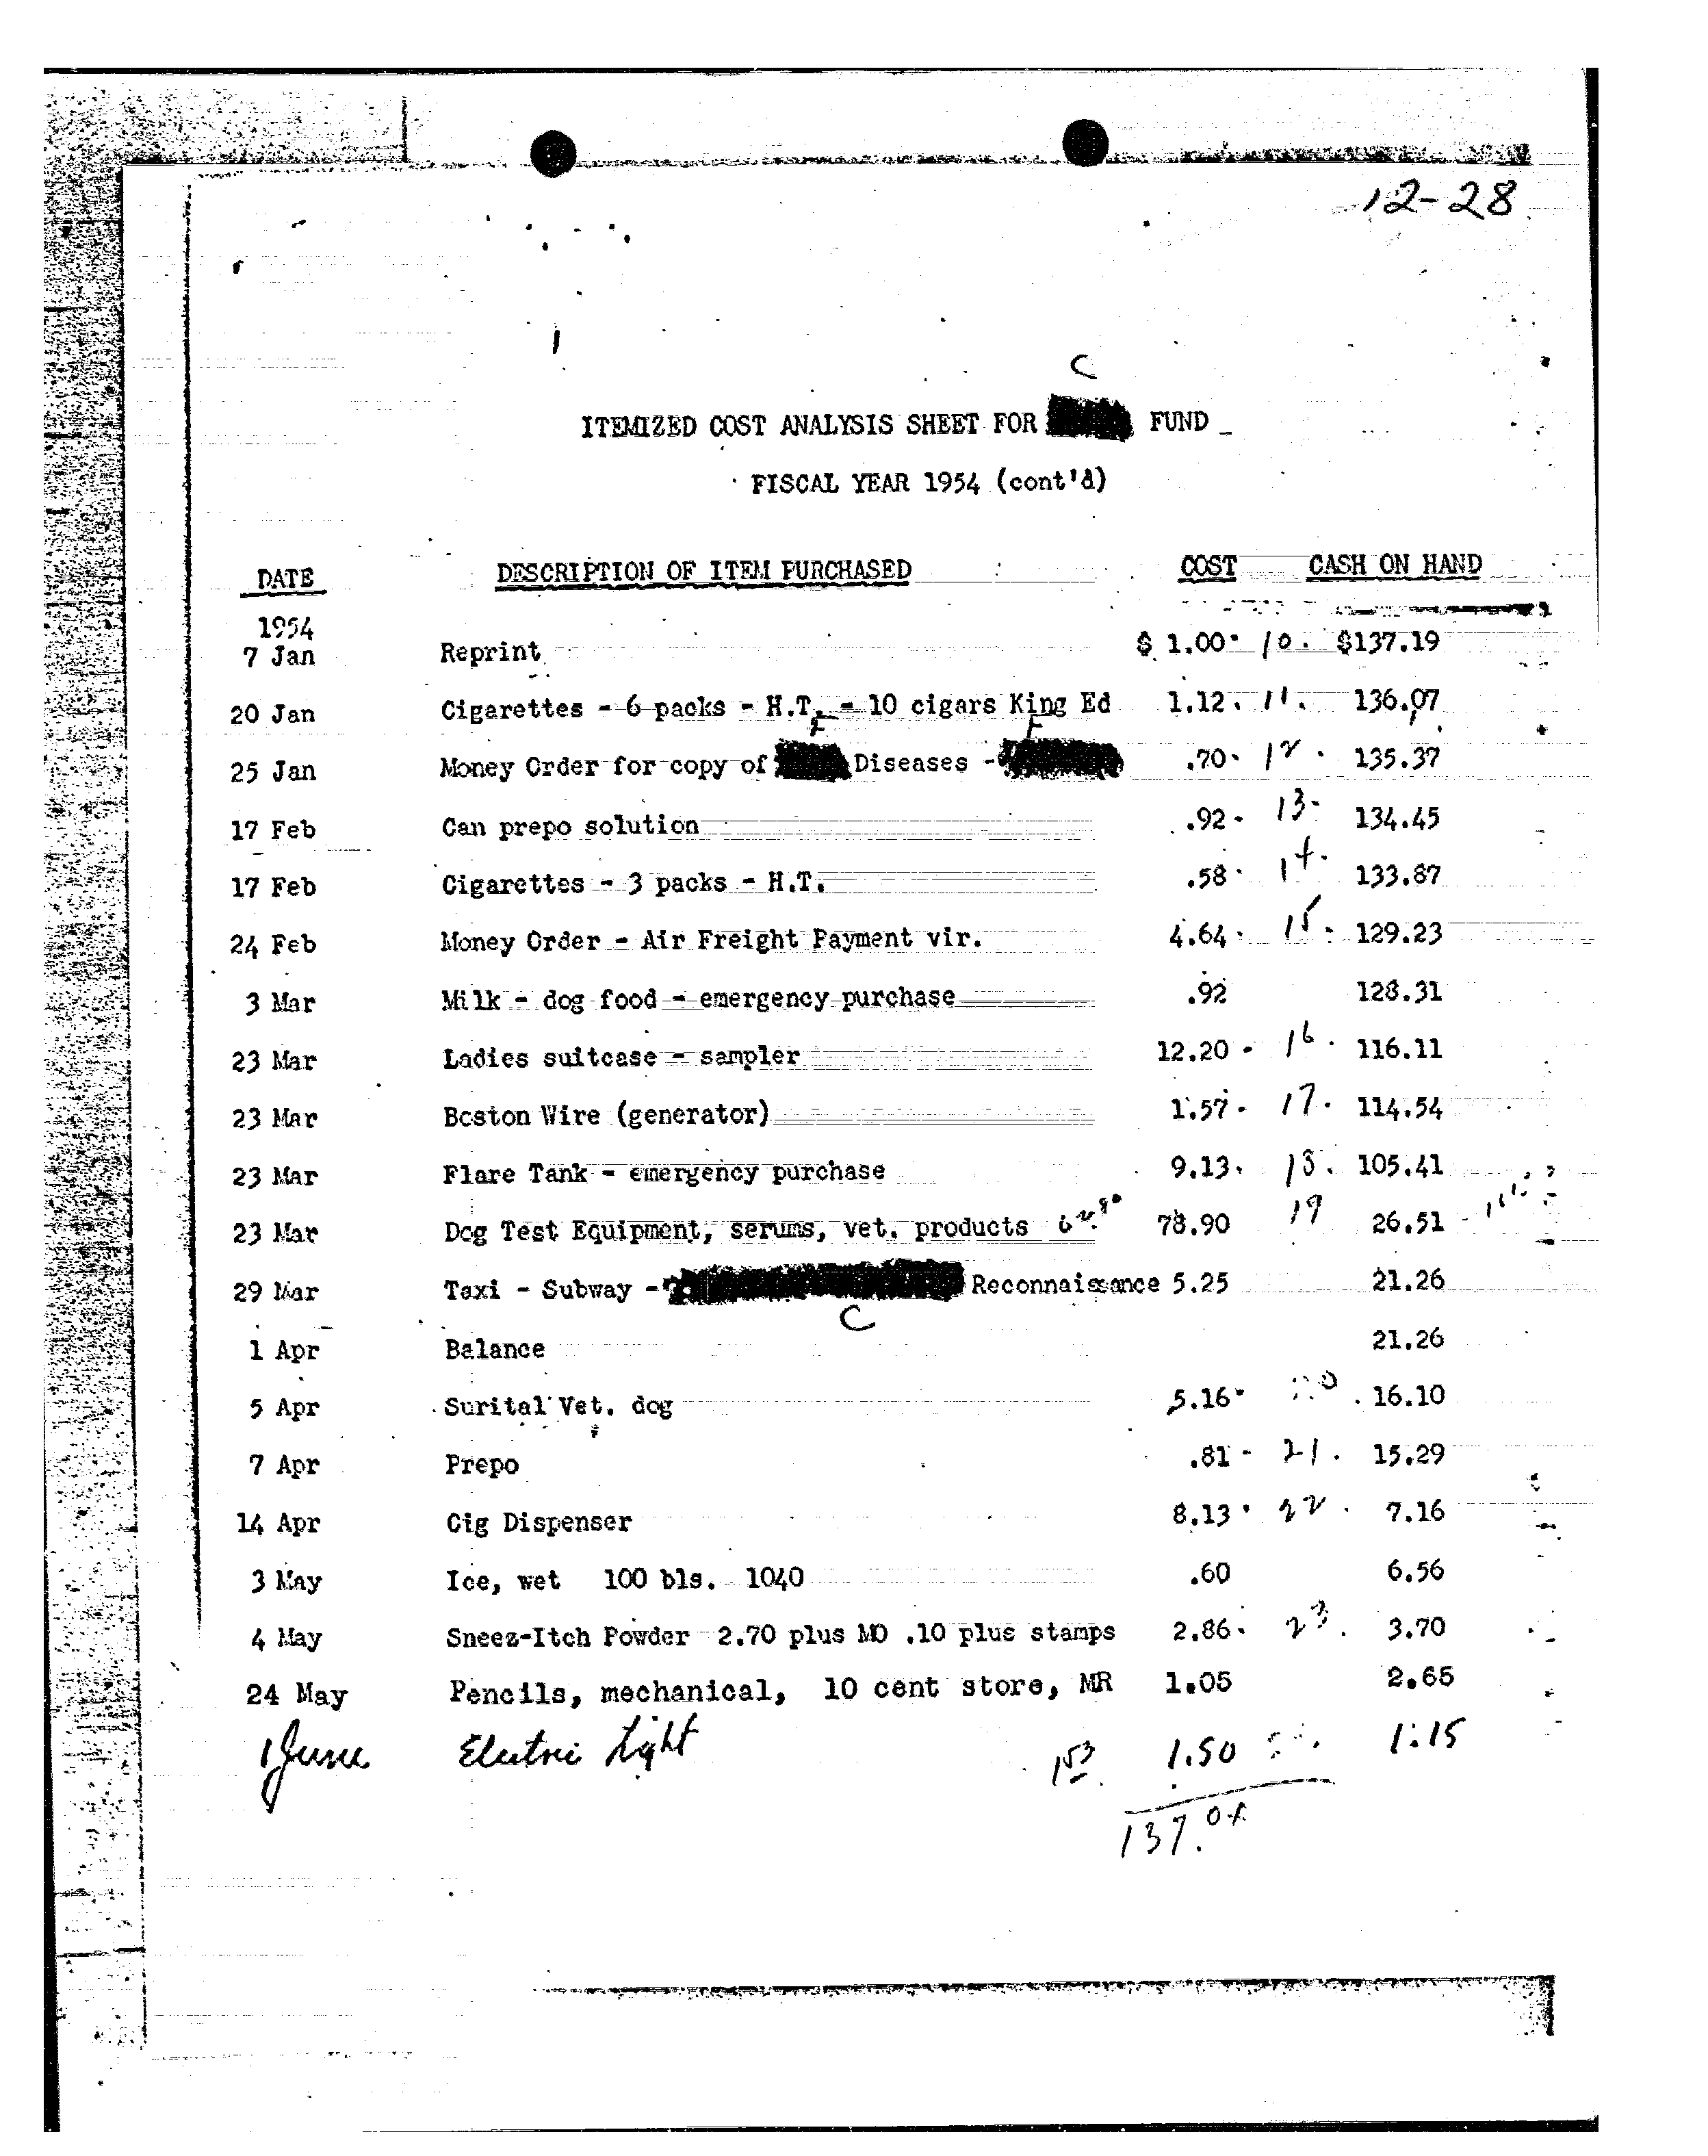 12-28
C
ITEMIZED COST ANALYSIS SHEET FOR FUND
FISCAL YEAR 1954 (cont'd)
DATE DESCRIPTION OF ITEM PURCHASED COST CASH ON HAND
1954
7 Jan Reprint $ 1.00 10. $137.19
20 Jan Cigarettes - 6 packs - H.T. - 10 cigars King Ed 1.12. 11. 136.07
25 Jan Money Order for copy of Diseases - .70. 12. 135.37
17 Feb Can prepo solution .92 - 13- 134.45
17 Feb Cigarettes - 3 packs - H.T. .58 14. 133.87
24 Feb Money Order - Air Freight Payment vir. 4.64. 15. 129.23
3 Mar Milk - dog food - emergency purchase .92 128.31
23 Mar Ladies suitcase - sampler 12.20 - 16. 116.11
23 Mar Boston Wire (generator) 1.57. 17. 114.54
23 Mar Flare Tank - emergency purchase 9.13. 18. 105.41
23 Mar Dog Test Equipment, serums, vet. products 78.90 19 26.51
29 Mar Taxi - Subway - Reconnaissance 5.25 21.26
C
1 Apr Balance 21.26
5 Apr Surital Vet. dog 5.16 16.10
7 Apr Prepo .81 - 21. 15.29
14 Apr Cig Dispenser 8.13 22. 7.16
3 May Ice, wet 100 bls. 1040 .60 6.56
4 May Sneez-Itch Powder 2.70 plus MO .10 plus stamps 2.86. 23. 3.70
24 May Pencils, mechanical, 10 cent store, MR 1.05 2.65
1 June Electric Light 153 1.50 1.15
137.04